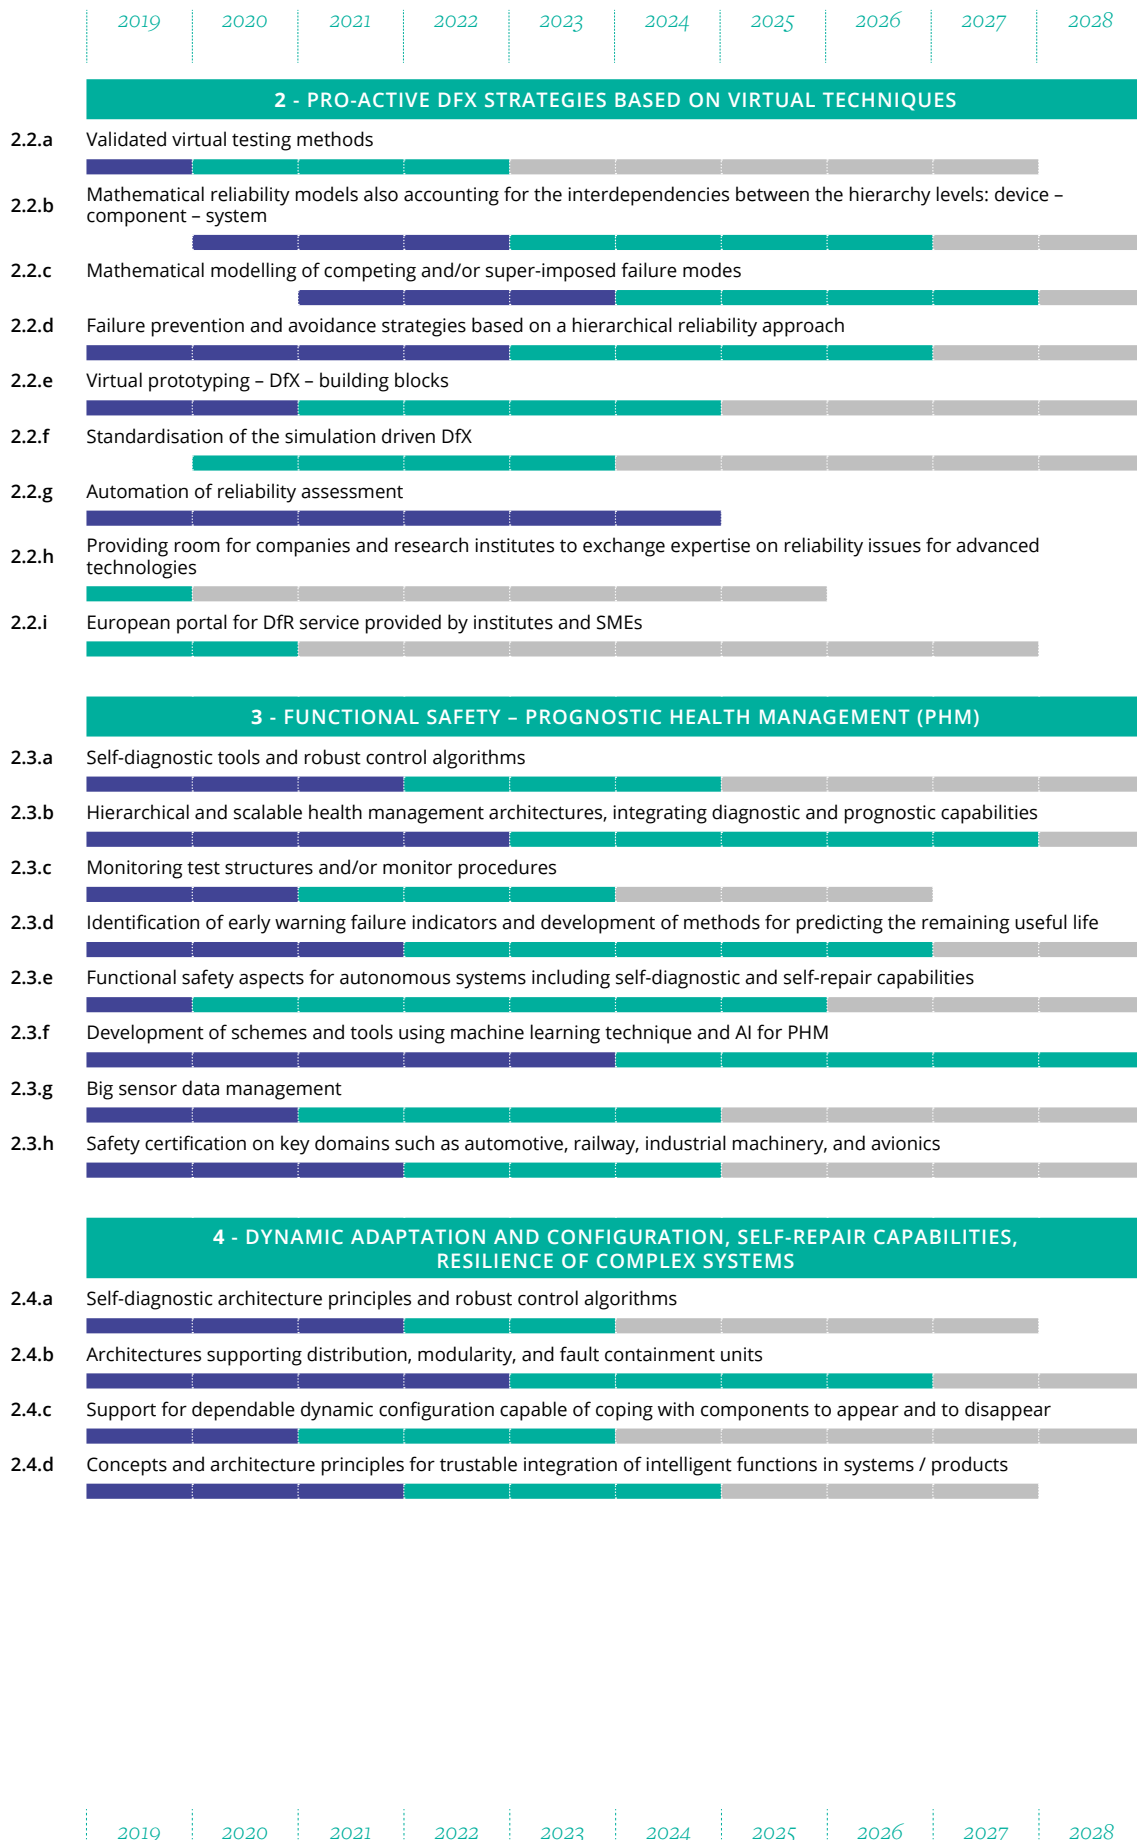 2019 2020 2021 2022 2023 2024 2025 2026 2027 2028
2 - PRO-ACTIVE DFX STRATEGIES BASED ON VIRTUAL TECHNIQUES
2.2.a Validated virtual testing methods
2.2.b Mathematical reliability models also accounting for the interdependencies between the hierarchy levels: device –
component – system
2.2.c Mathematical modelling of competing and/or super-imposed failure modes
2.2.d Failure prevention and avoidance strategies based on a hierarchical reliability approach
2.2.e Virtual prototyping – DfX – building blocks
2.2.f Standardisation of the simulation driven DfX
2.2.g Automation of reliability assessment
2.2.h Providing room for companies and research institutes to exchange expertise on reliability issues for advanced
technologies
2.2.i European portal for DfR service provided by institutes and SMEs
3 - FUNCTIONAL SAFETY – PROGNOSTIC HEALTH MANAGEMENT (PHM)
2.3.a Self-diagnostic tools and robust control algorithms
2.3.b Hierarchical and scalable health management architectures, integrating diagnostic and prognostic capabilities
2.3.c Monitoring test structures and/or monitor procedures
2.3.d Identification of early warning failure indicators and development of methods for predicting the remaining useful life
2.3.e Functional safety aspects for autonomous systems including self-diagnostic and self-repair capabilities
2.3.f Development of schemes and tools using machine learning technique and AI for PHM
2.3.g Big sensor data management
2.3.h Safety certification on key domains such as automotive, railway, industrial machinery, and avionics
4 - DYNAMIC ADAPTATION AND CONFIGURATION, SELF-REPAIR CAPABILITIES,
RESILIENCE OF COMPLEX SYSTEMS
2.4.a Self-diagnostic architecture principles and robust control algorithms
2.4.b Architectures supporting distribution, modularity, and fault containment units
2.4.c Support for dependable dynamic configuration capable of coping with components to appear and to disappear
2.4.d Concepts and architecture principles for trustable integration of intelligent functions in systems / products
2019 2020 2021 2022 2023 2024 2025 2026 2027 2028